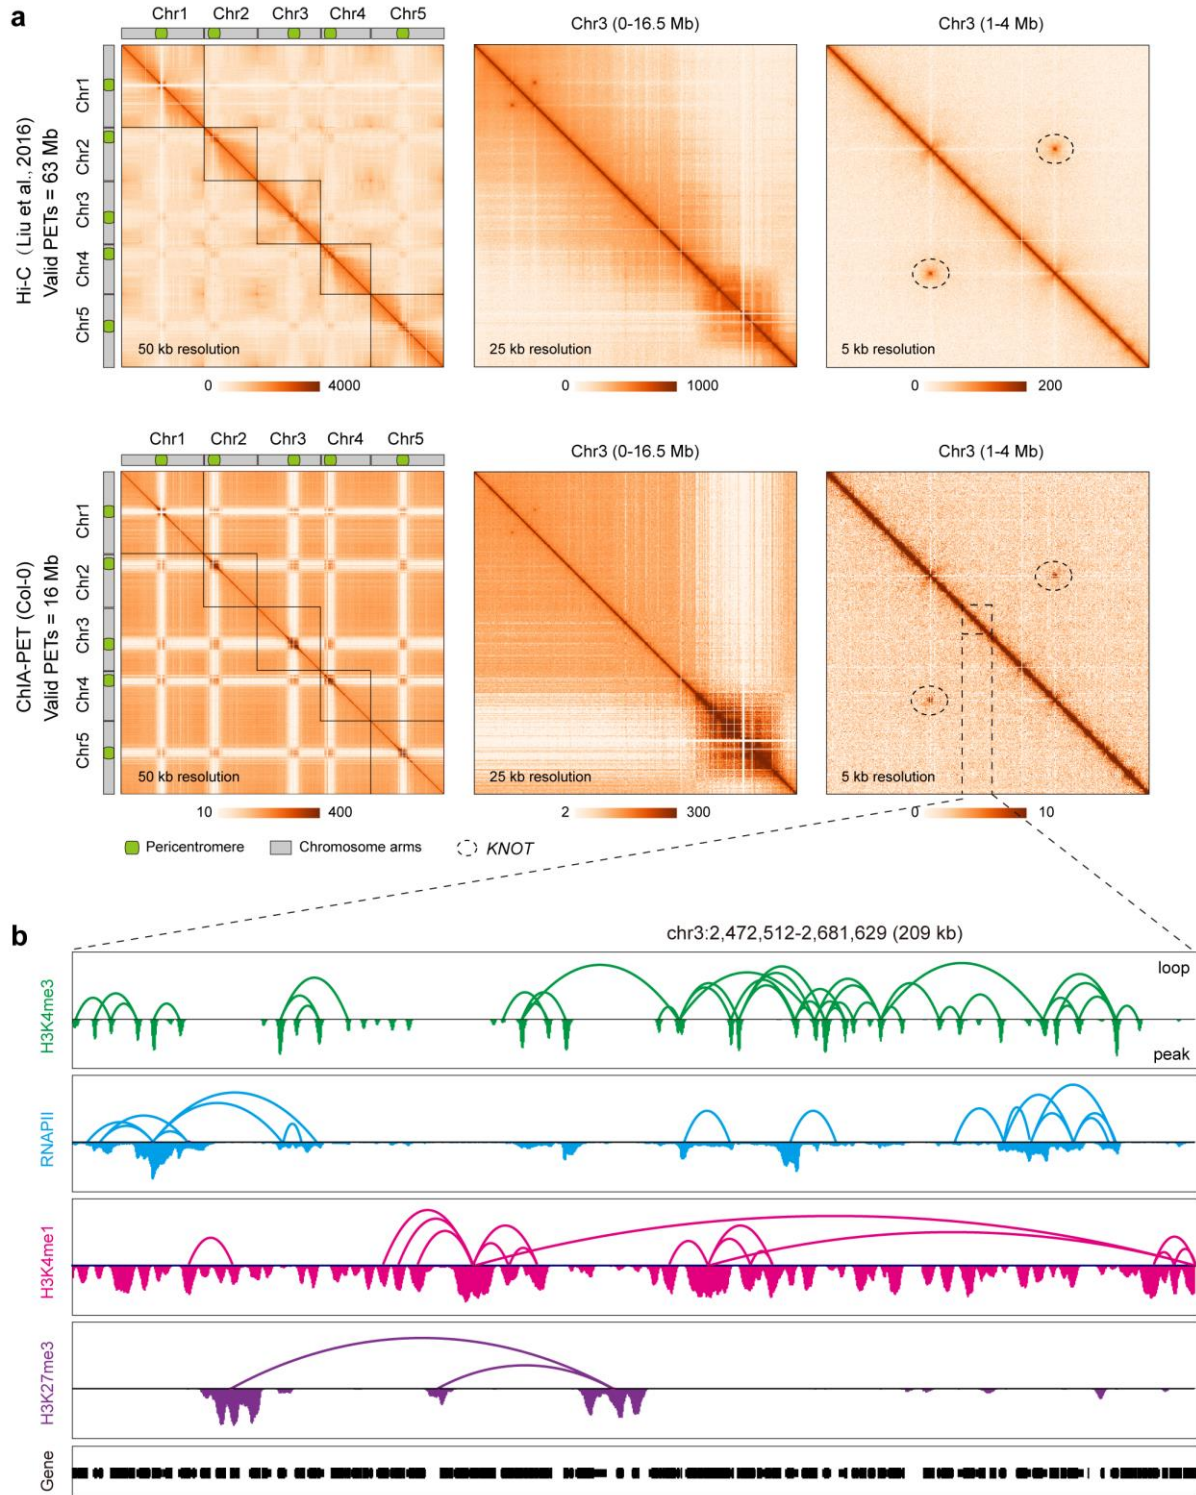 a
Chr1 Chr2 Chr3 Chr4 Chr5
Chr3 (0-16.5 Mb)
Chr3 (1-4 Mb)
Hi-C (Liu et al., 2016)
Valid PETs = 63 Mb
Chr1
Chr2
Chr3
Chr4
Chr5
50 kb resolution
25 kb resolution
5 kb resolution
0 4000
0 1000
0 200
Chr1 Chr2 Chr3 Chr4 Chr5
Chr3 (0-16.5 Mb)
Chr3 (1-4 Mb)
ChIA-PET (Col-0)
Valid PETs = 16 Mb
Chr1
Chr2
Chr3
Chr4
Chr5
50 kb resolution
25 kb resolution
5 kb resolution
10 400
2 300
0 10
Pericentromere Chromosome arms KNOT
b
chr3:2,472,512-2,681,629 (209 kb)
H3K4me3
loop
peak
RNAPII
H3K4me1
H3K27me3
Gene